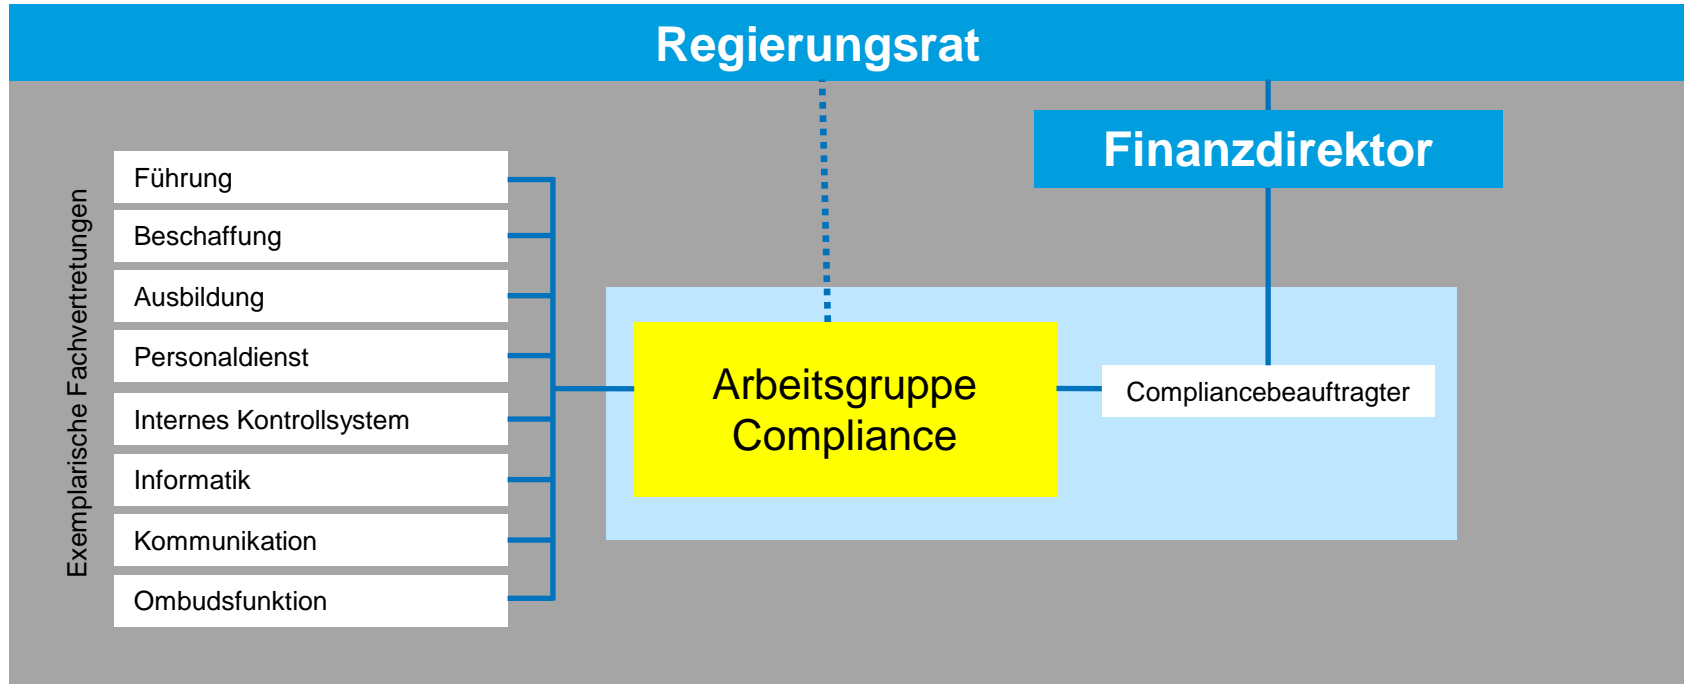 Regierungsrat
Finanzdirektor
Exemplarische Fachvertretungen
Führung
Beschaffung
Ausbildung
Personaldienst
Internes Kontrollsystem
Informatik
Kommunikation
Ombudsfunktion
Arbeitsgruppe
Compliance
Compliancebeauftragter